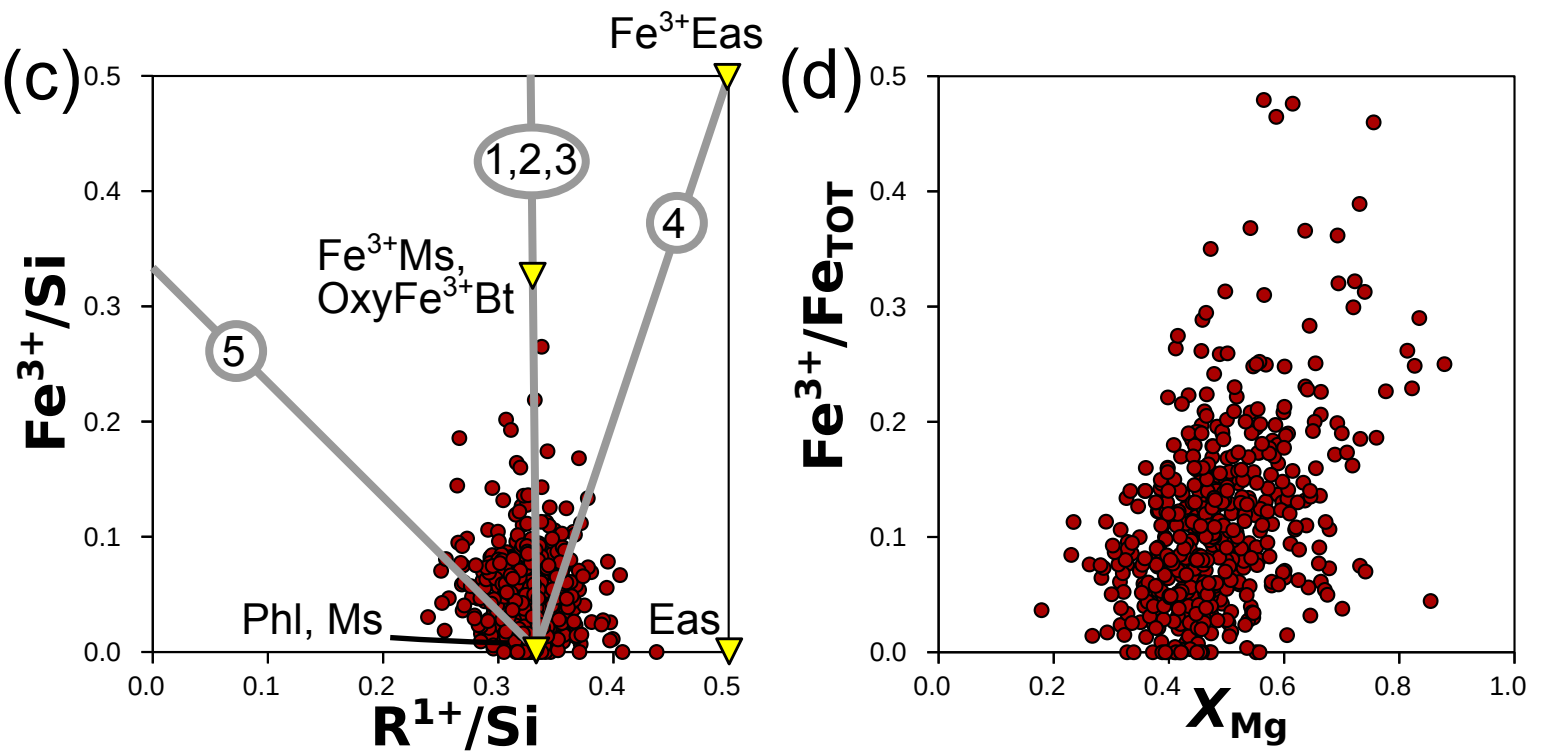 (c)
Fe³⁺Eas
0.5
0.4
0.3
0.2
0.1
0.0
Fe³⁺/Si
1,2,3
4
5
Fe³⁺Ms,
OxyFe³⁺Bt
Phl, Ms
Eas
0.0 0.1 0.2 0.3 0.4 0.5
R¹⁺/Si
(d)
0.5
0.4
0.3
0.2
0.1
0.0
Fe³⁺/Fe_TOT
0.0 0.2 0.4 0.6 0.8 1.0
X_Mg